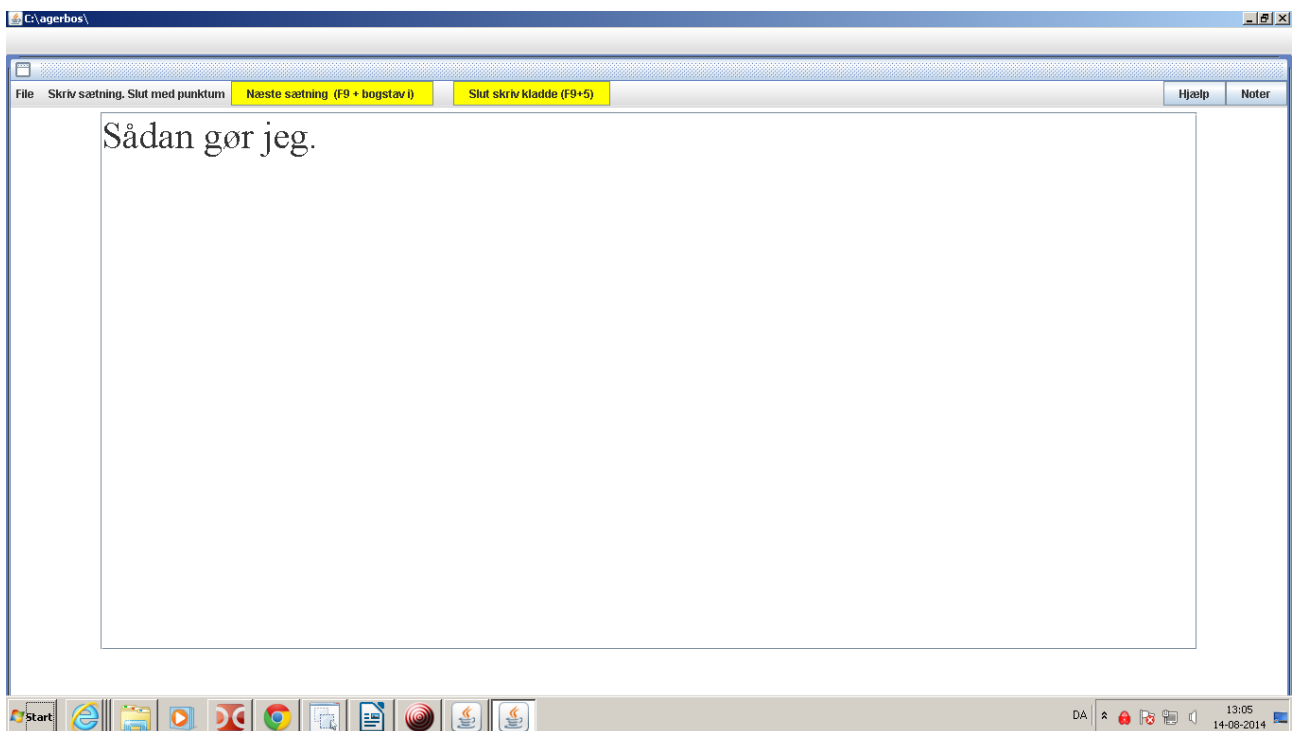 C:\agerbos\
File Skriv sætning. Slut med punktum Næste sætning (F9 + bogstav i) Slut skriv kladde (F9+5) Hjælp Noter
Sådan gør jeg.
Start DA 13:05
14-08-2014